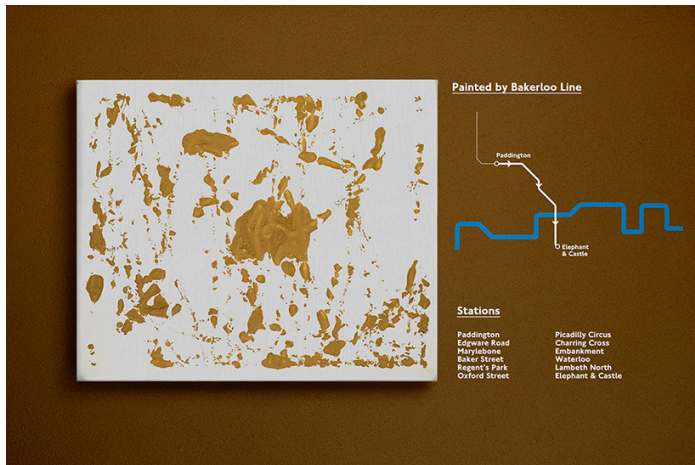 Painted by Bakerloo Line
Paddington
Elephant
& Castle
Stations
Paddington
Edgware Road
Marylebone
Baker Street
Regent's Park
Oxford Street
Picadilly Circus
Charring Cross
Embankment
Waterloo
Lambeth North
Elephant & Castle